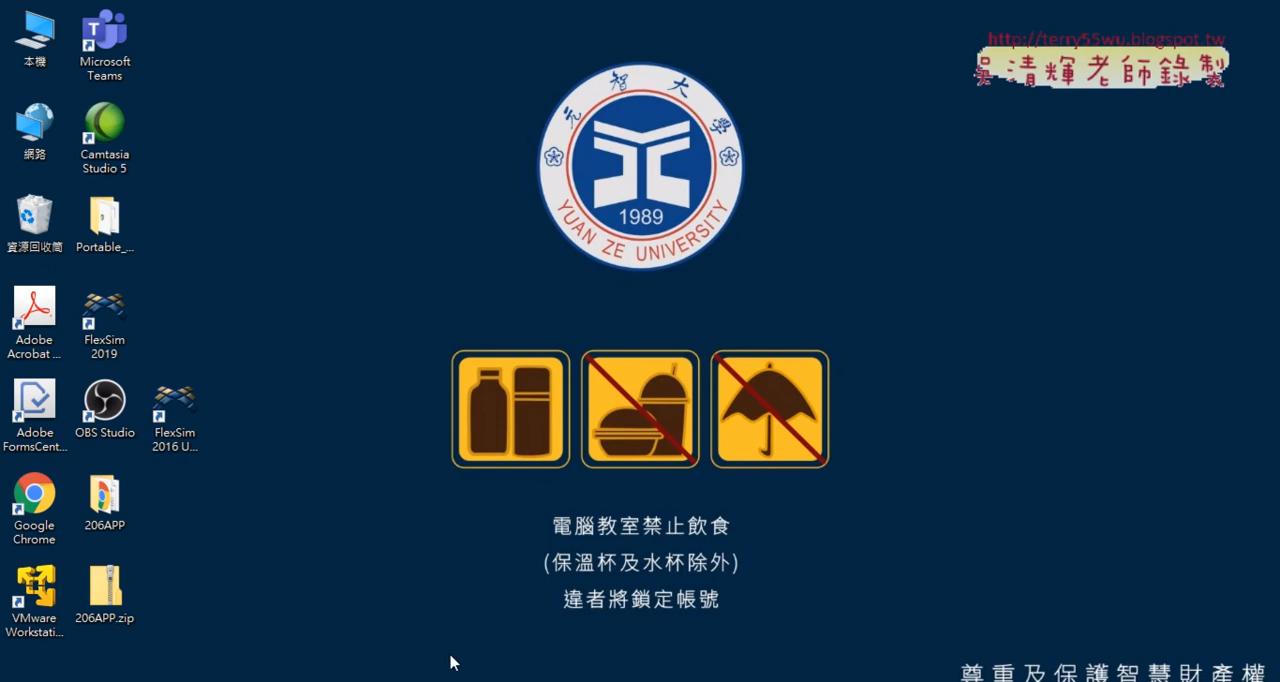 本機
Microsoft
Teams
網路
Camtasia
Studio 5
資源回收筒
Portable_...
Adobe
Acrobat ...
FlexSim
2019
Adobe
FormsCent...
OBS Studio
FlexSim
2016 U...
Google
Chrome
206APP
VMware
Workstati...
206APP.zip
元智大學
1989
YUAN ZE UNIVERSITY
電腦教室禁止飲食
(保溫杯及水杯除外)
違者將鎖定帳號
尊重及保護智慧財產權
http://terry55wu.blogspot.tw
吳清輝老師錄製